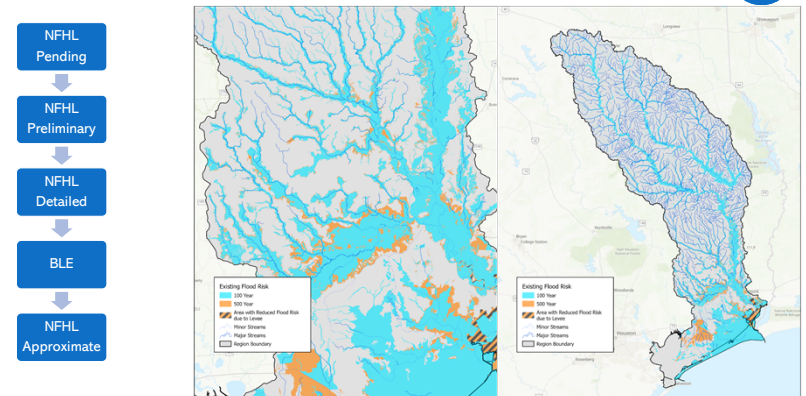 NFHL
Pending
NFHL
Preliminary
NFHL
Detailed
BLE
NFHL
Approximate
Existing Flood Risk
100 Year
500 Year
Area with Reduced Flood Risk
due to Levee
Minor Streams
Major Streams
Region Boundary
Existing Flood Risk
100 Year
500 Year
Area with Reduced Flood Risk
due to Levee
Minor Streams
Major Streams
Region Boundary
Longview
Shreveport
Houston